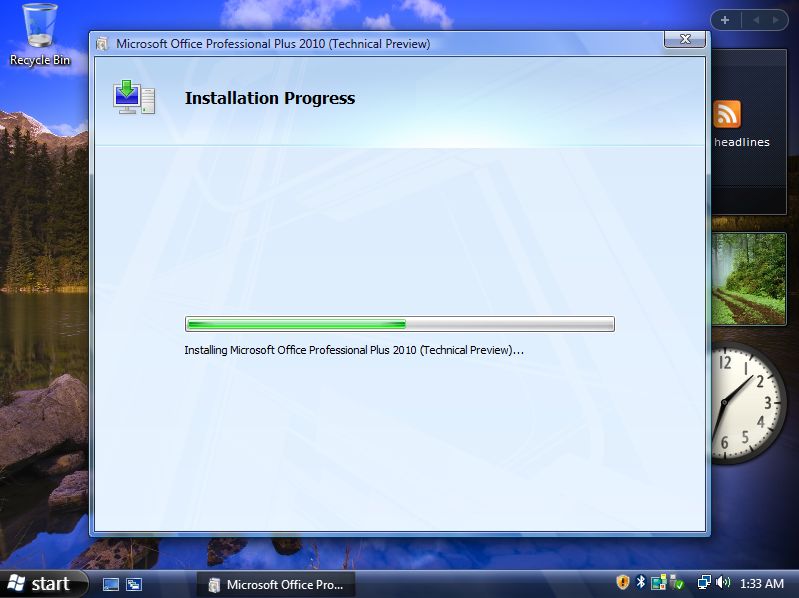 Recycle Bin
Microsoft Office Professional Plus 2010 (Technical Preview)
Installation Progress
headlines
Installing Microsoft Office Professional Plus 2010 (Technical Preview)...
12
1
2
3
4
5
6
start
Microsoft Office Pro...
1:33 AM